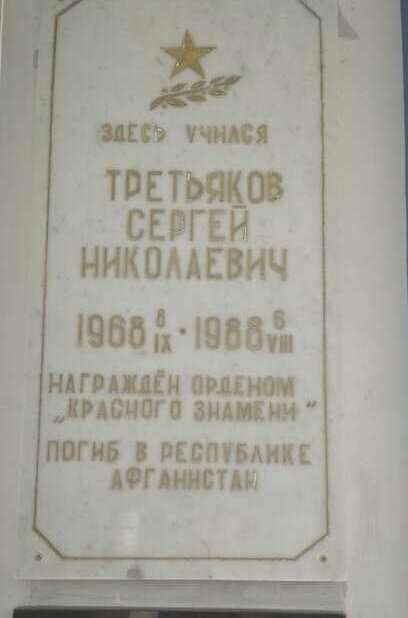 ЗДЕСЬ УЧИЛСЯ
ТРЕТЬЯКОВ
СЕРГЕЙ
НИКОЛАЕВИЧ
1968 6/IX · 1988 6/VIII
НАГРАЖДЁН ОРДЕНОМ
„КРАСНОГО ЗНАМЕНИ"
ПОГИБ В РЕСПУБЛИКЕ
АФГАНИСТАН